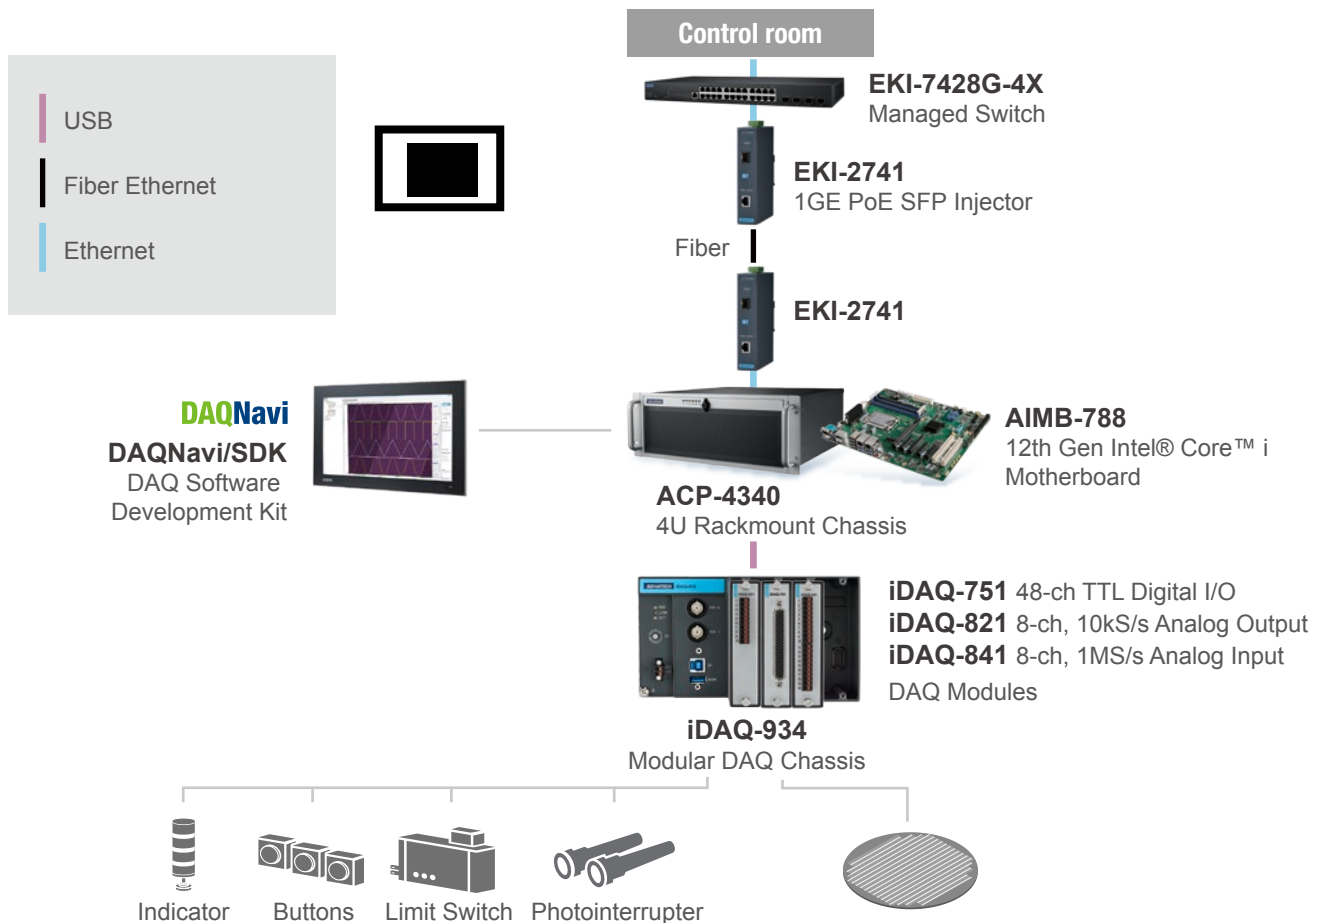 Control room
USB
Fiber Ethernet
Ethernet
EKI-7428G-4X
Managed Switch
EKI-2741
1GE PoE SFP Injector
Fiber
EKI-2741
DAQNavi
DAQNavi/SDK
DAQ Software
Development Kit
AIMB-788
12th Gen Intel® Core™ i
Motherboard
ACP-4340
4U Rackmount Chassis
iDAQ-751 48-ch TTL Digital I/O
iDAQ-821 8-ch, 10kS/s Analog Output
iDAQ-841 8-ch, 1MS/s Analog Input
DAQ Modules
iDAQ-934
Modular DAQ Chassis
Indicator
Buttons
Limit Switch
Photointerrupter